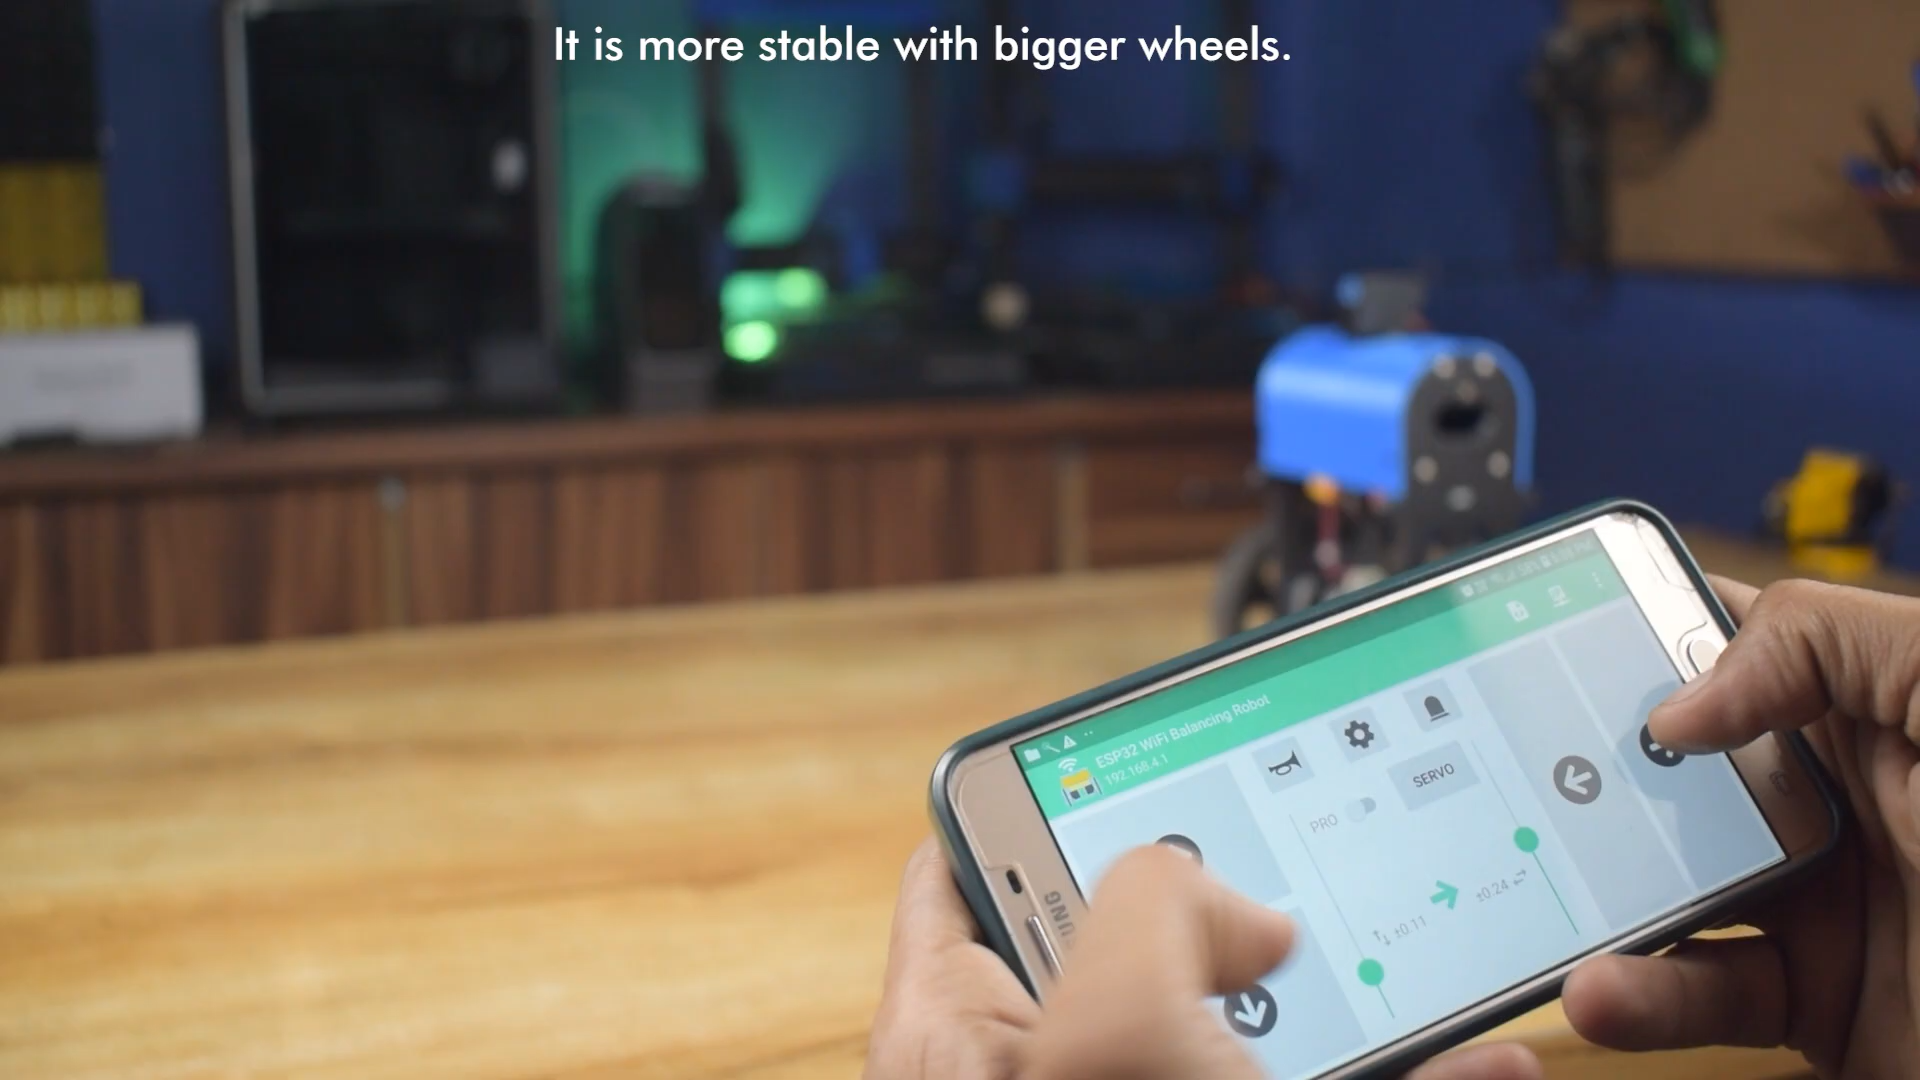 It is more stable with bigger wheels.
ESP32 WiFi Balancing Robot
192.168.4.1
SERVO
PRO
±0.24
±0.11